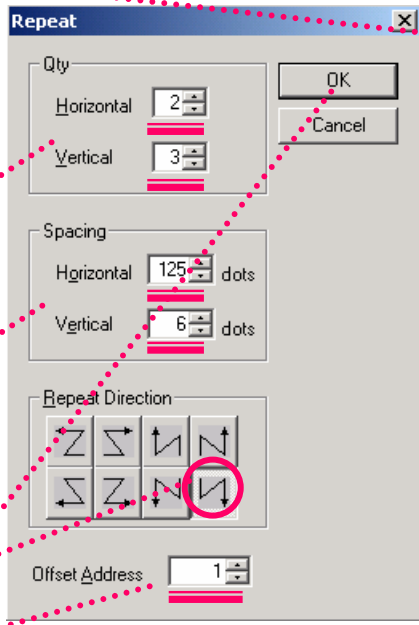 Repeat
Qty
Horizontal 2
Vertical 3
OK
Cancel
Spacing
Horizontal 125 dots
Vertical 6 dots
Repeat Direction
Offset Address 1